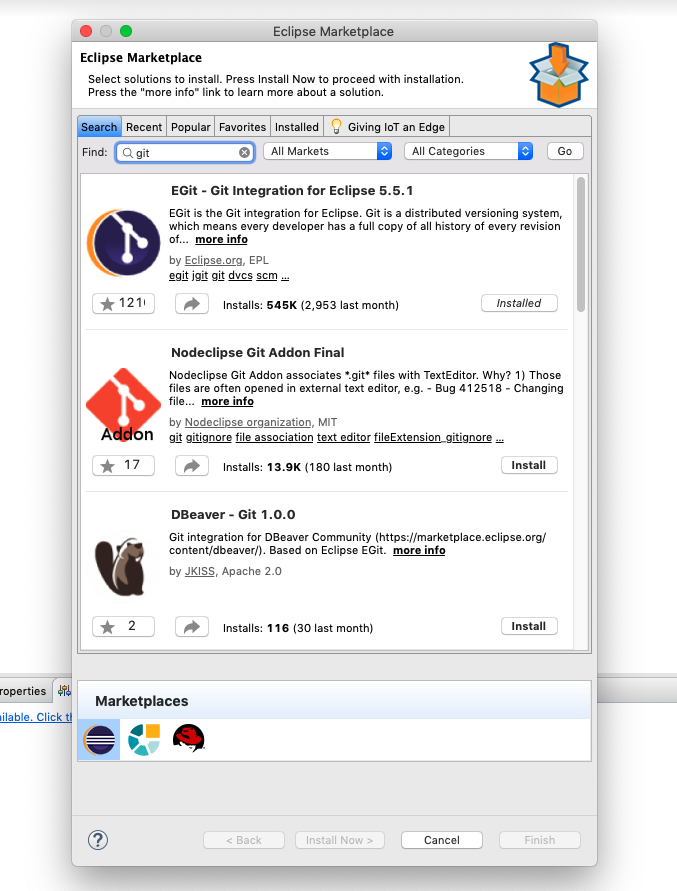 Eclipse Marketplace
Eclipse Marketplace
Select solutions to install. Press Install Now to proceed with installation.
Press the "more info" link to learn more about a solution.
Search Recent Popular Favorites Installed Giving IoT an Edge
Find: git All Markets All Categories Go
EGit - Git Integration for Eclipse 5.5.1
EGit is the Git integration for Eclipse. Git is a distributed versioning system,
which means every developer has a full copy of all history of every revision
of... more info
by Eclipse.org, EPL
egit jgit git dvcs scm ...
Installs: 545K (2,953 last month) Installed
Nodeclipse Git Addon Final
Nodeclipse Git Addon associates *.git* files with TextEditor. Why? 1) Those
files are often opened in external text editor, e.g. - Bug 412518 - Changing
file... more info
Addon
by Nodeclipse organization, MIT
git gitignore file association text editor fileExtension_gitignore ...
17 Installs: 13.9K (180 last month) Install
DBeaver - Git 1.0.0
Git integration for DBeaver Community (https://marketplace.eclipse.org/
content/dbeaver/). Based on Eclipse EGit. more info
by JKISS, Apache 2.0
2 Installs: 116 (30 last month) Install
roperties
ailable. Click th
Marketplaces
? < Back Install Now > Cancel Finish